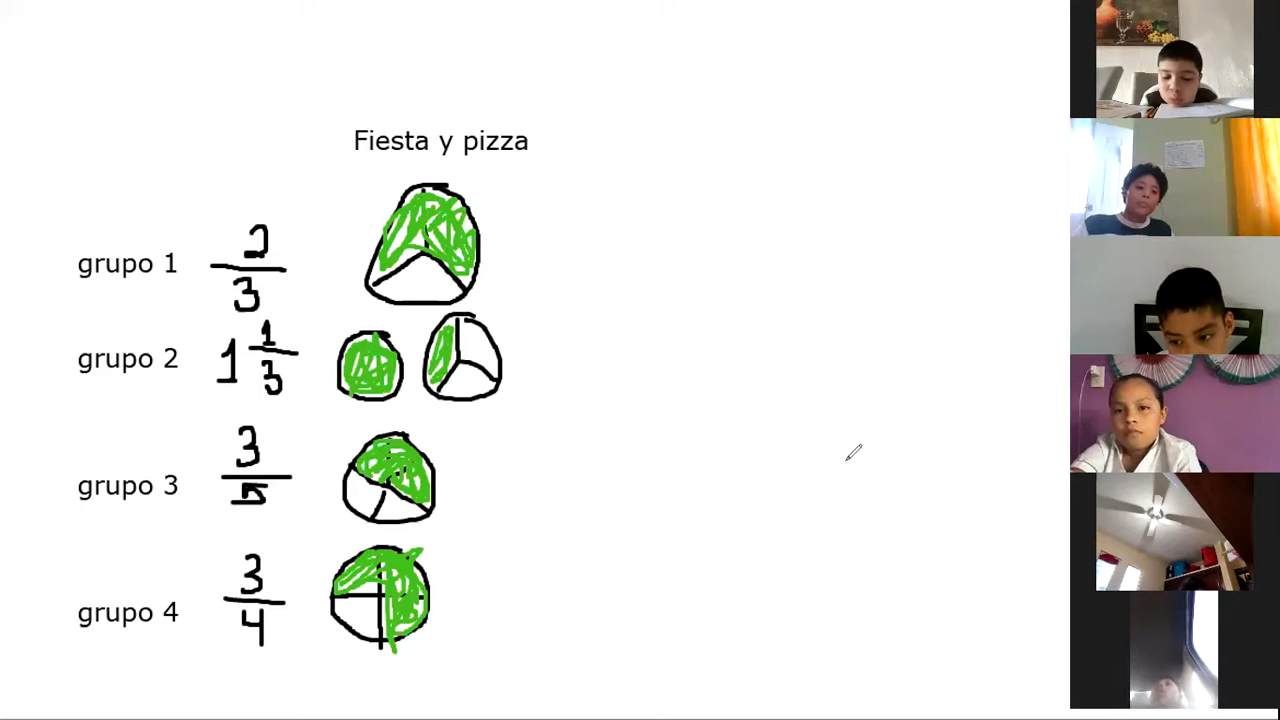 Fiesta y pizza
grupo 1 2/3
grupo 2 1 1/3
grupo 3 3/5
grupo 4 3/4